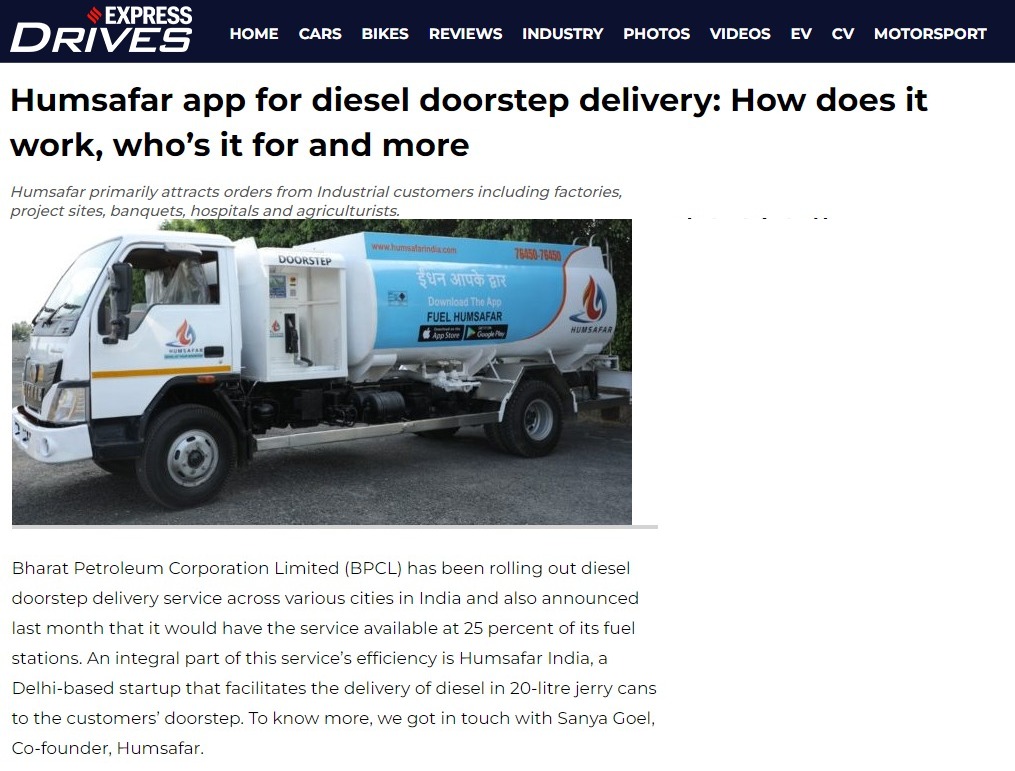 EXPRESS
DRIVES
HOME CARS BIKES REVIEWS INDUSTRY PHOTOS VIDEOS EV CV MOTORSPORT
Humsafar app for diesel doorstep delivery: How does it
work, who’s it for and more
Humsafar primarily attracts orders from Industrial customers including factories,
project sites, banquets, hospitals and agriculturists.
www.humsafarindia.com
76450-76450
DOORSTEP
ईंधन आपके द्वार
Download The App
FUEL HUMSAFAR
App Store
Google Play
HUMSAFAR
HUMSAFAR
Bharat Petroleum Corporation Limited (BPCL) has been rolling out diesel
doorstep delivery service across various cities in India and also announced
last month that it would have the service available at 25 percent of its fuel
stations. An integral part of this service’s efficiency is Humsafar India, a
Delhi-based startup that facilitates the delivery of diesel in 20-litre jerry cans
to the customers’ doorstep. To know more, we got in touch with Sanya Goel,
Co-founder, Humsafar.